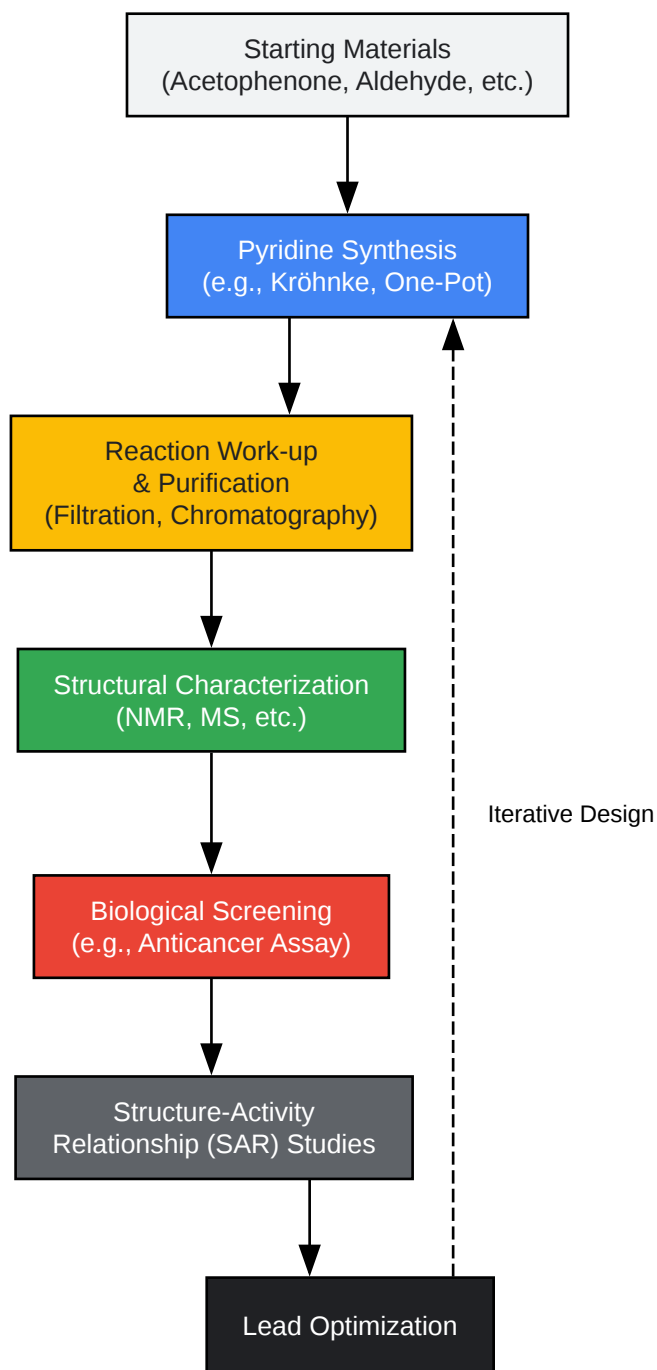 Starting Materials
(Acetophenone, Aldehyde, etc.)
Pyridine Synthesis
(e.g., Kröhnke, One-Pot)
Reaction Work-up
& Purification
(Filtration, Chromatography)
Structural Characterization
(NMR, MS, etc.)
Iterative Design
Biological Screening
(e.g., Anticancer Assay)
Structure-Activity
Relationship (SAR) Studies
Lead Optimization